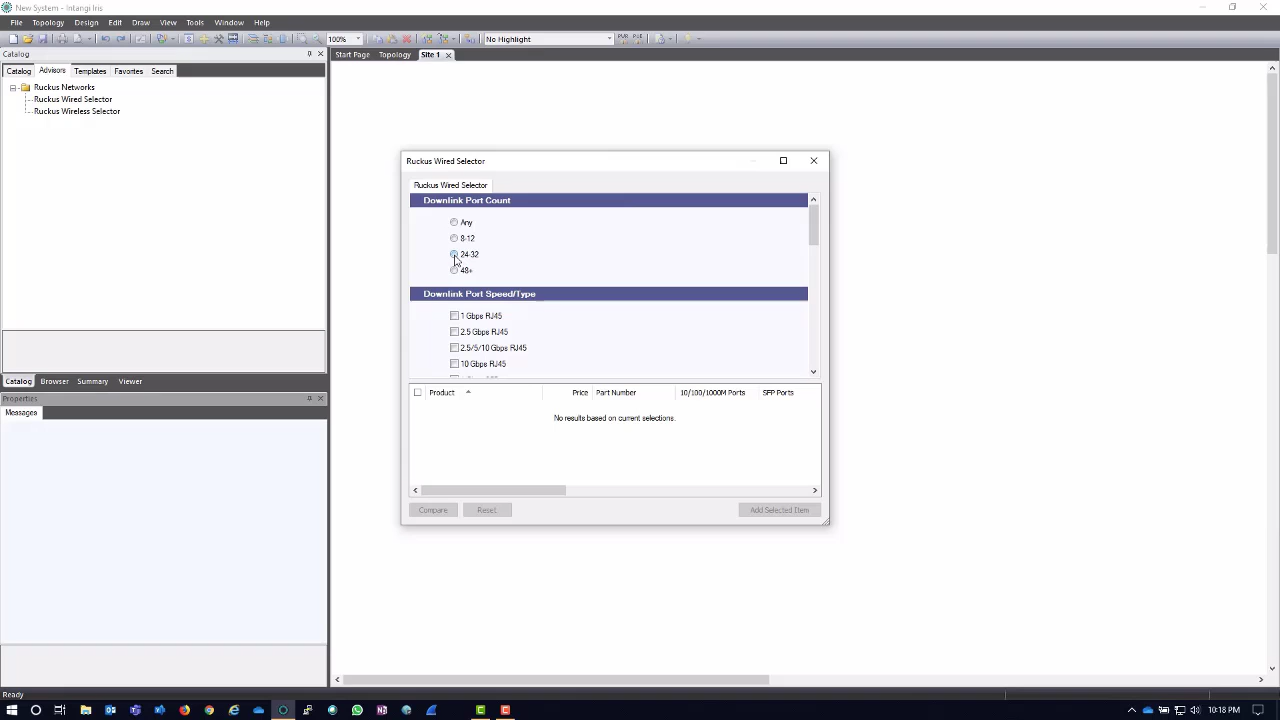 New System - Intangi Iris
File Topology Design Edit Draw View Tools Window Help
100% No Highlight PWR POE
Catalog
Start Page Topology Site 1
Catalog Advisors Templates Favorites Search
Ruckus Networks
Ruckus Wired Selector
Ruckus Wireless Selector
Ruckus Wired Selector
Ruckus Wired Selector
Downlink Port Count
Any
8-12
24-32
48+
Downlink Port Speed/Type
1 Gbps RJ45
2.5 Gbps RJ45
2.5/5/10 Gbps RJ45
10 Gbps RJ45
Catalog Browser Summary Viewer
Product Price Part Number 10/100/1000M Ports SFP Ports
Properties
Messages
No results based on current selections.
Compare Reset Add Selected Item
Ready
10:18 PM